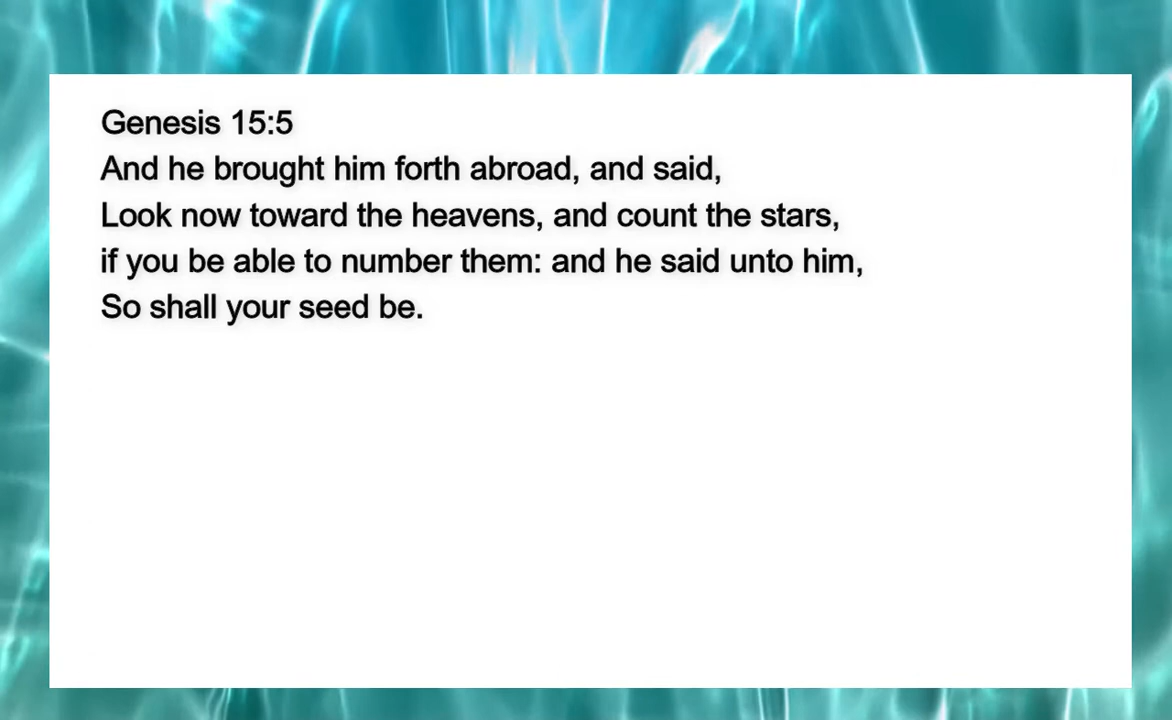 Genesis 15:5
And he brought him forth abroad, and said,
Look now toward the heavens, and count the stars,
if you be able to number them: and he said unto him,
So shall your seed be.